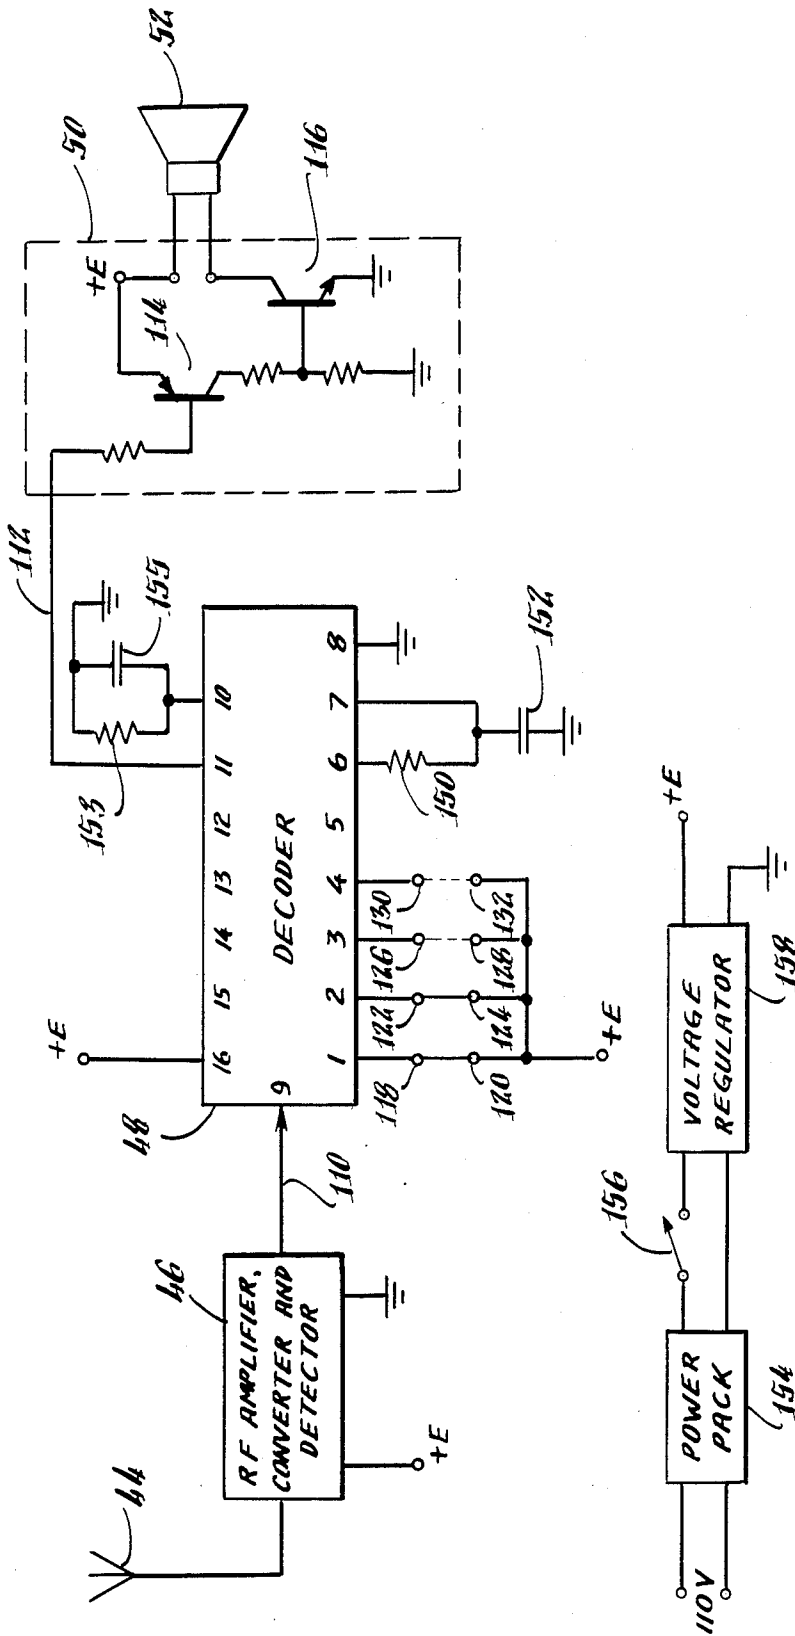 52
50
116
+E
114
112
155
153
10
11
12
13
14
15
16
9
DECODER
8
7
6
5
4
3
2
1
+E
48
152
150
130
132
126
128
122
124
118
120
+E
110
46
RF AMPLIFIER,
CONVERTER AND
DETECTOR
+E
44
110V
POWER
PACK
154
156
VOLTAGE
REGULATOR
158
+E